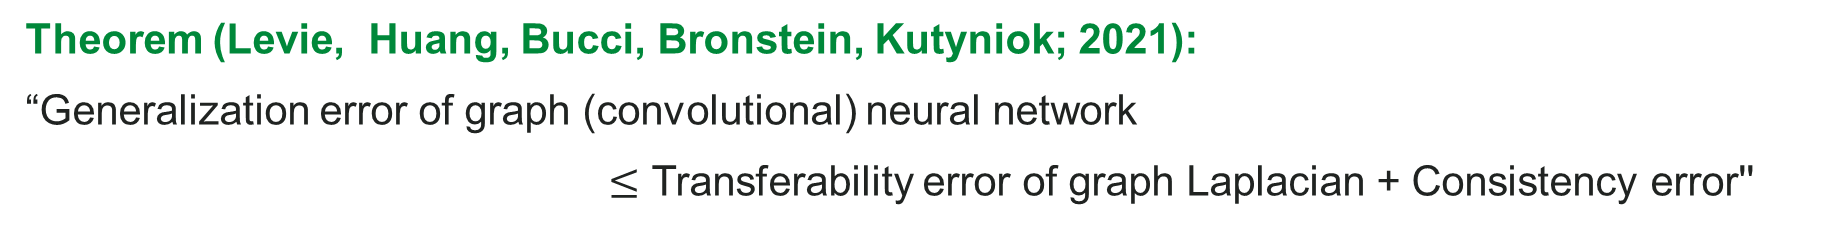 Theorem (Levie, Huang, Bucci, Bronstein, Kutyniok; 2021):
“Generalization error of graph (convolutional) neural network
≤ Transferability error of graph Laplacian + Consistency error"